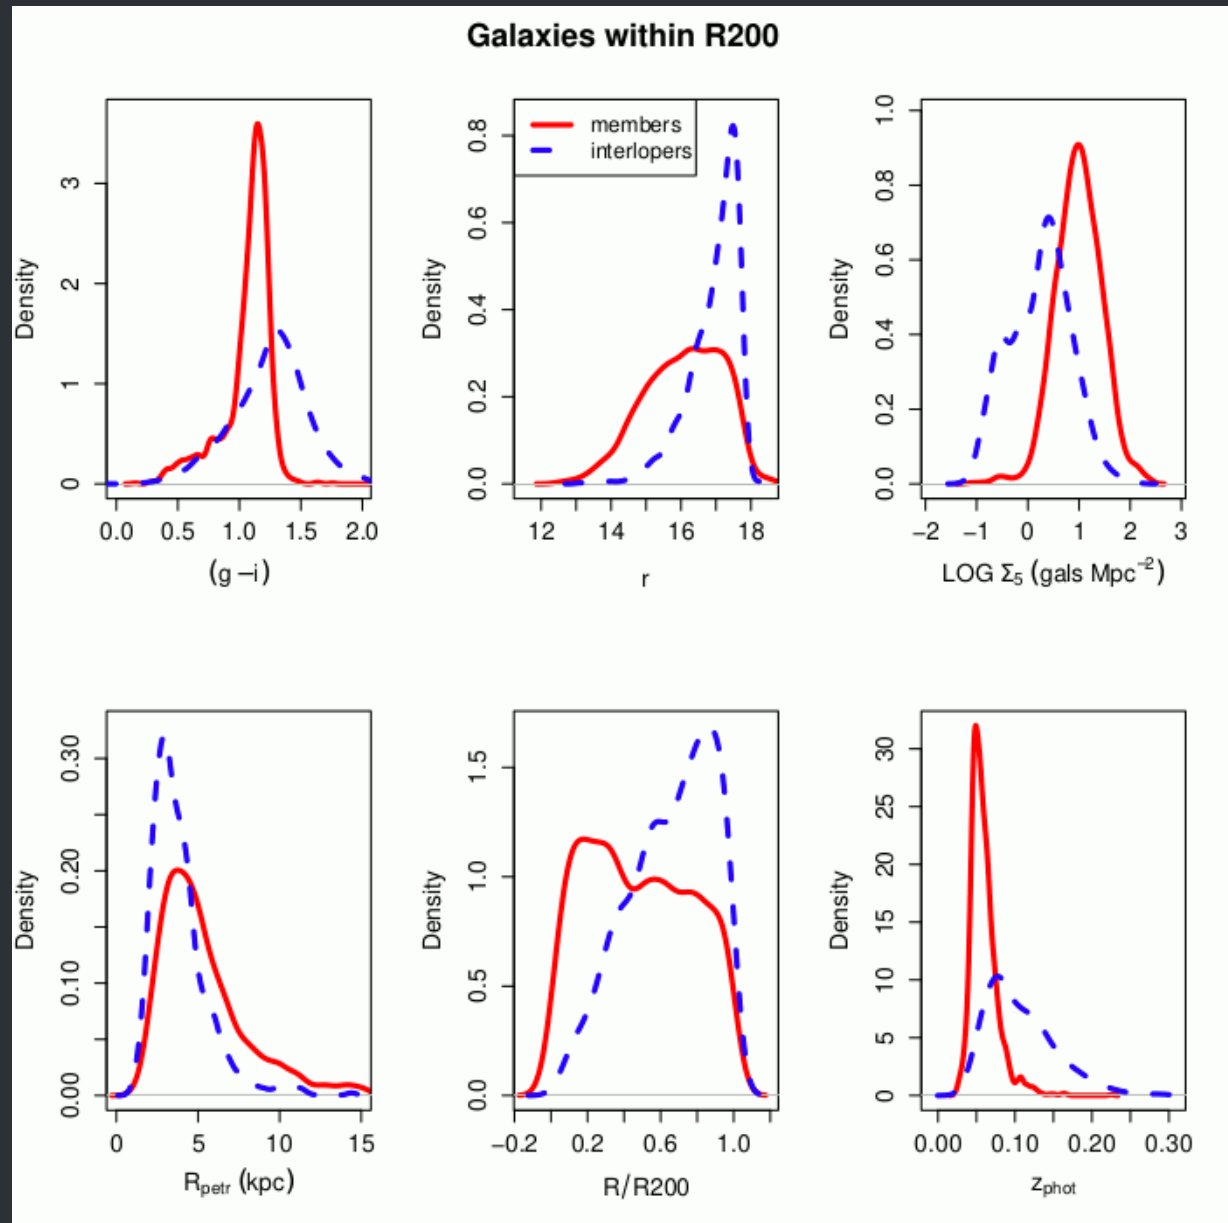 Galaxies within R200
Density
0 1 2 3
0.0 0.5 1.0 1.5 2.0
(g−i)
members
interlopers
Density
0.0 0.2 0.4 0.6 0.8
12 14 16 18
r
Density
0.0 0.2 0.4 0.6 0.8 1.0
−2 −1 0 1 2 3
LOG Σ₅ (gals Mpc⁻²)
Density
0.00 0.10 0.20 0.30
0 5 10 15
Rpetr (kpc)
Density
0.0 0.5 1.0 1.5
−0.2 0.2 0.6 1.0
R/R200
Density
0 5 10 15 20 25 30
0.00 0.10 0.20 0.30
zphot